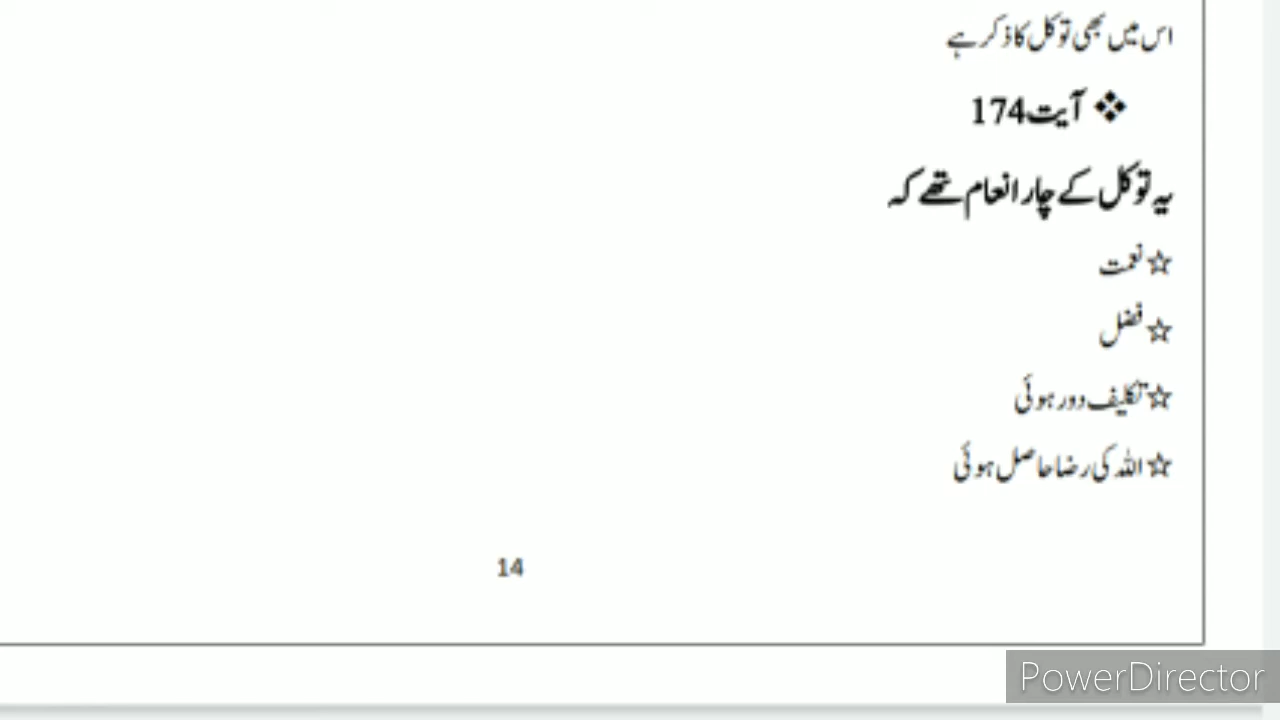 اس میں بھی توکل کا ذکر ہے
❖ آیت 174
یہ توکل کے چار انعام تھے کہ
☆ نعمت
☆ فضل
☆ تکلیف دور ہوئی
☆ اللہ کی رضا حاصل ہوئی
14
PowerDirector